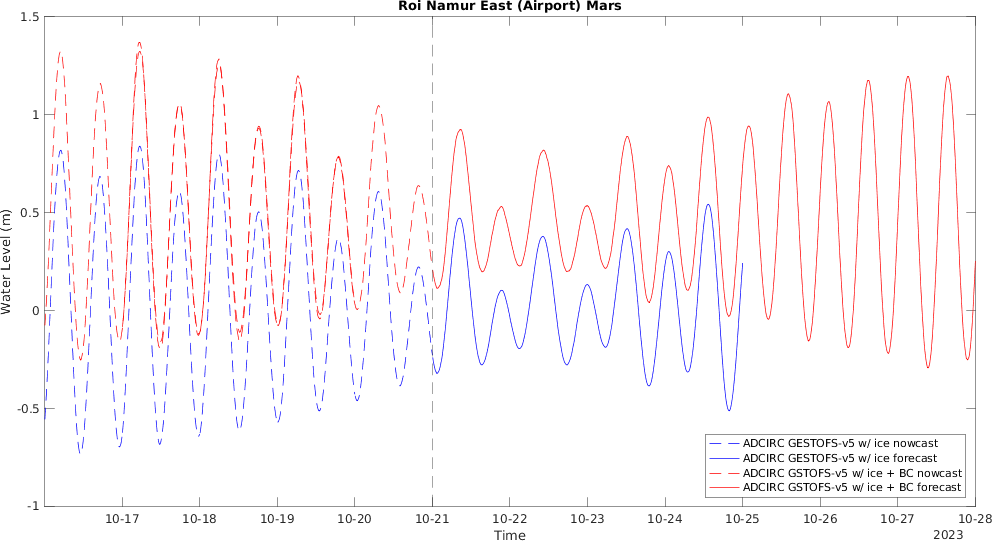 Roi Namur East (Airport) Mars
1.5
1
0.5
0
-0.5
-1
Water Level (m)
10-17 10-18 10-19 10-20 10-21 10-22 10-23 10-24 10-25 10-26 10-27 10-28
Time
2023
ADCIRC GESTOFS-v5 w/ ice nowcast
ADCIRC GESTOFS-v5 w/ ice forecast
ADCIRC GSTOFS-v5 w/ ice + BC nowcast
ADCIRC GSTOFS-v5 w/ ice + BC forecast